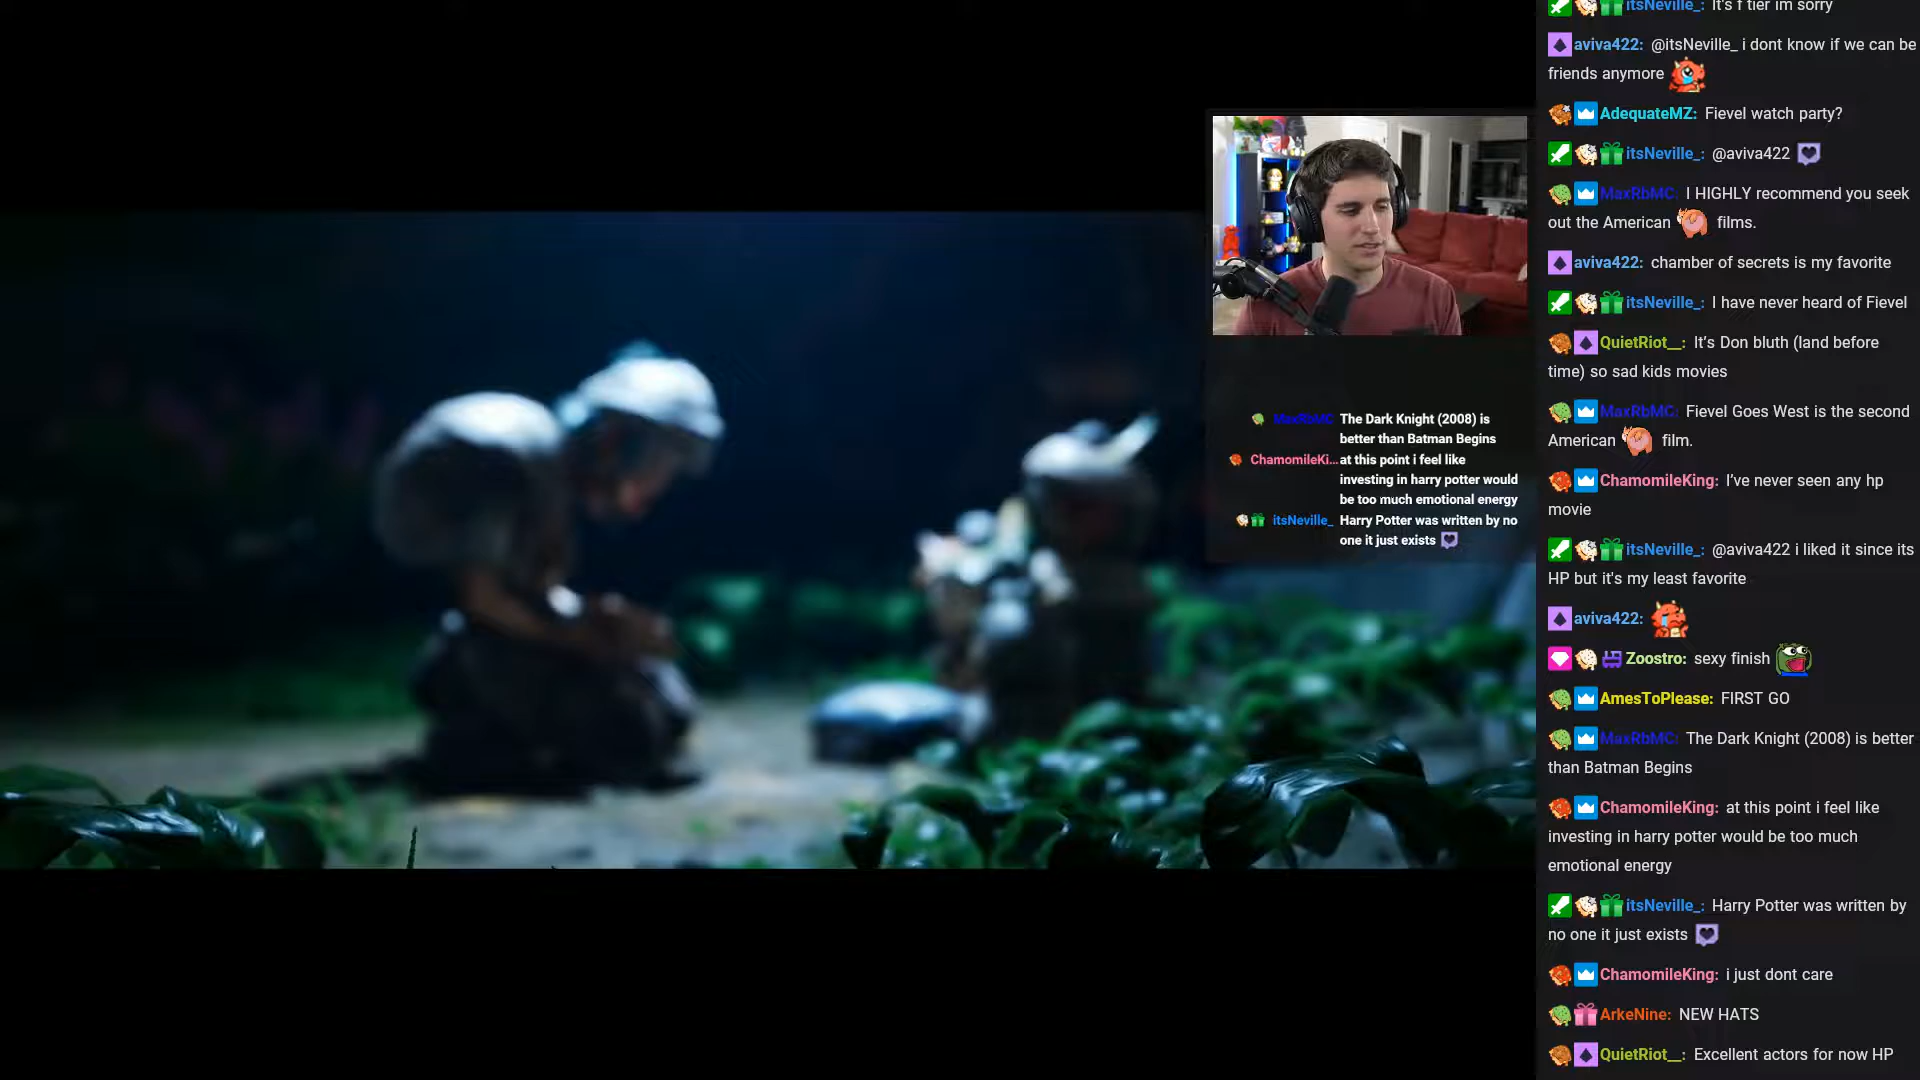 MaxRbMC The Dark Knight (2008) is
better than Batman Begins
ChamomileKi... at this point i feel like
investing in harry potter would
be too much emotional energy
itsNeville_ Harry Potter was written by no
one it just exists
itsNeville_: It's f tier im sorry
aviva422: @itsNeville_ i dont know if we can be
friends anymore
AdequateMZ: Fievel watch party?
itsNeville_: @aviva422
MaxRbMC: I HIGHLY recommend you seek
out the American films.
aviva422: chamber of secrets is my favorite
itsNeville_: I have never heard of Fievel
QuietRiot__: It’s Don bluth (land before
time) so sad kids movies
MaxRbMC: Fievel Goes West is the second
American film.
ChamomileKing: I’ve never seen any hp
movie
itsNeville_: @aviva422 i liked it since its
HP but it's my least favorite
aviva422:
Zoostro: sexy finish
AmesToPlease: FIRST GO
MaxRbMC: The Dark Knight (2008) is better
than Batman Begins
ChamomileKing: at this point i feel like
investing in harry potter would be too much
emotional energy
itsNeville_: Harry Potter was written by
no one it just exists
ChamomileKing: i just dont care
ArkeNine: NEW HATS
QuietRiot__: Excellent actors for now HP